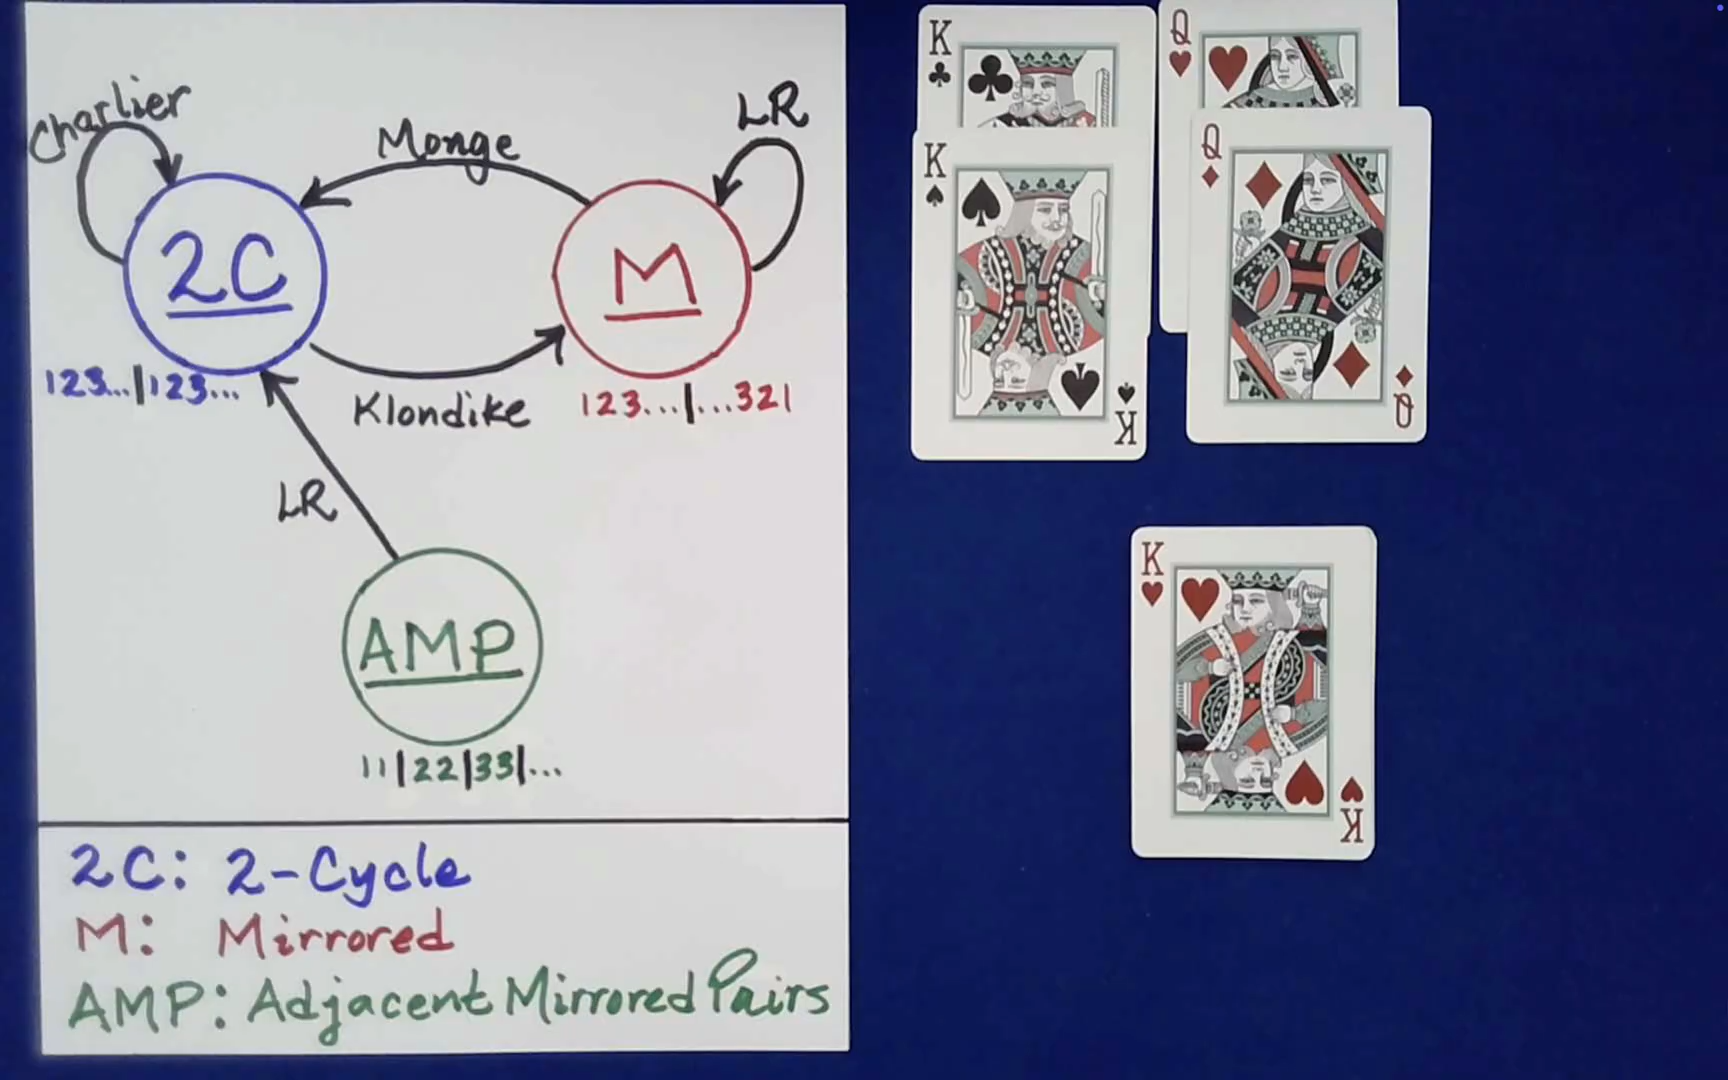 Charlier
Monge
LR
2C
M
123...|123...
Klondike
123...|...321
LR
AMP
11|22|33|...
2C: 2-Cycle
M: Mirrored
AMP: Adjacent Mirrored Pairs
K
Q
K
K
Q
Q
K
K